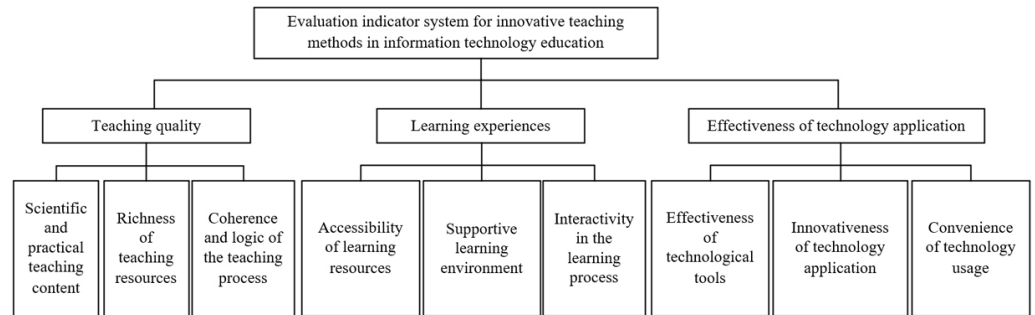 Evaluation indicator system for innovative teaching
methods in information technology education
Teaching quality
Learning experiences
Effectiveness of technology application
Scientific
and
practical
teaching
content
Richness
of
teaching
resources
Coherence
and logic of
the teaching
process
Accessibility
of learning
resources
Supportive
learning
environment
Interactivity
in the
learning
process
Effectiveness
of
technological
tools
Innovativeness
of technology
application
Convenience
of technology
usage